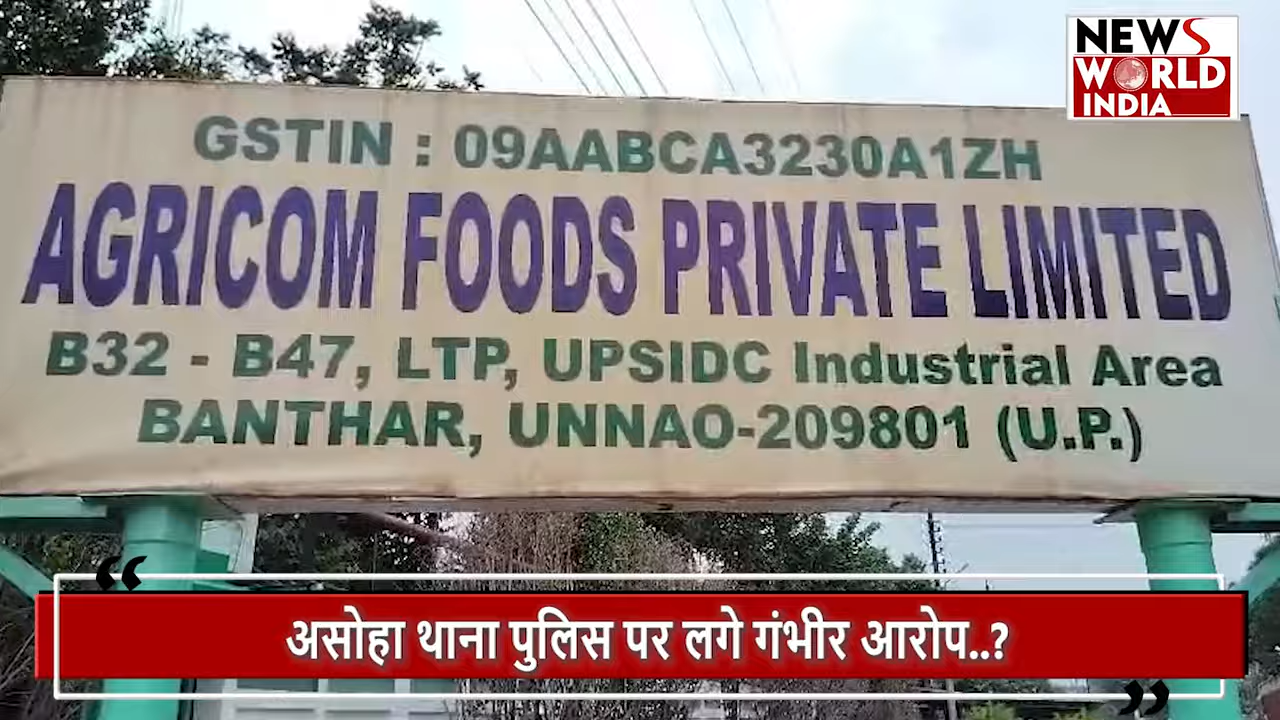 NEWS
WORLD
INDIA
GSTIN : 09AABCA3230A1ZH
AGRICOM FOODS PRIVATE LIMITED
B32 - B47, LTP, UPSIDC Industrial Area
BANTHAR, UNNAO-209801 (U.P.)
असोहा थाना पुलिस पर लगे गंभीर आरोप..?